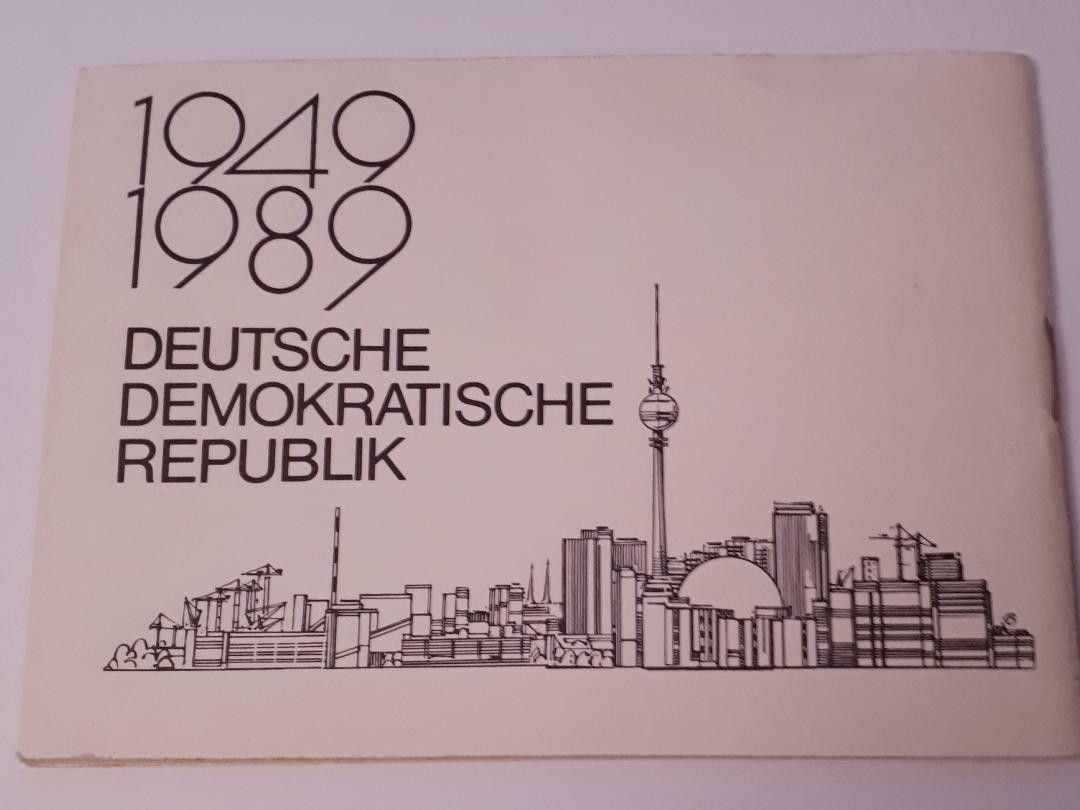 1949
1989
DEUTSCHE
DEMOKRATISCHE
REPUBLIK